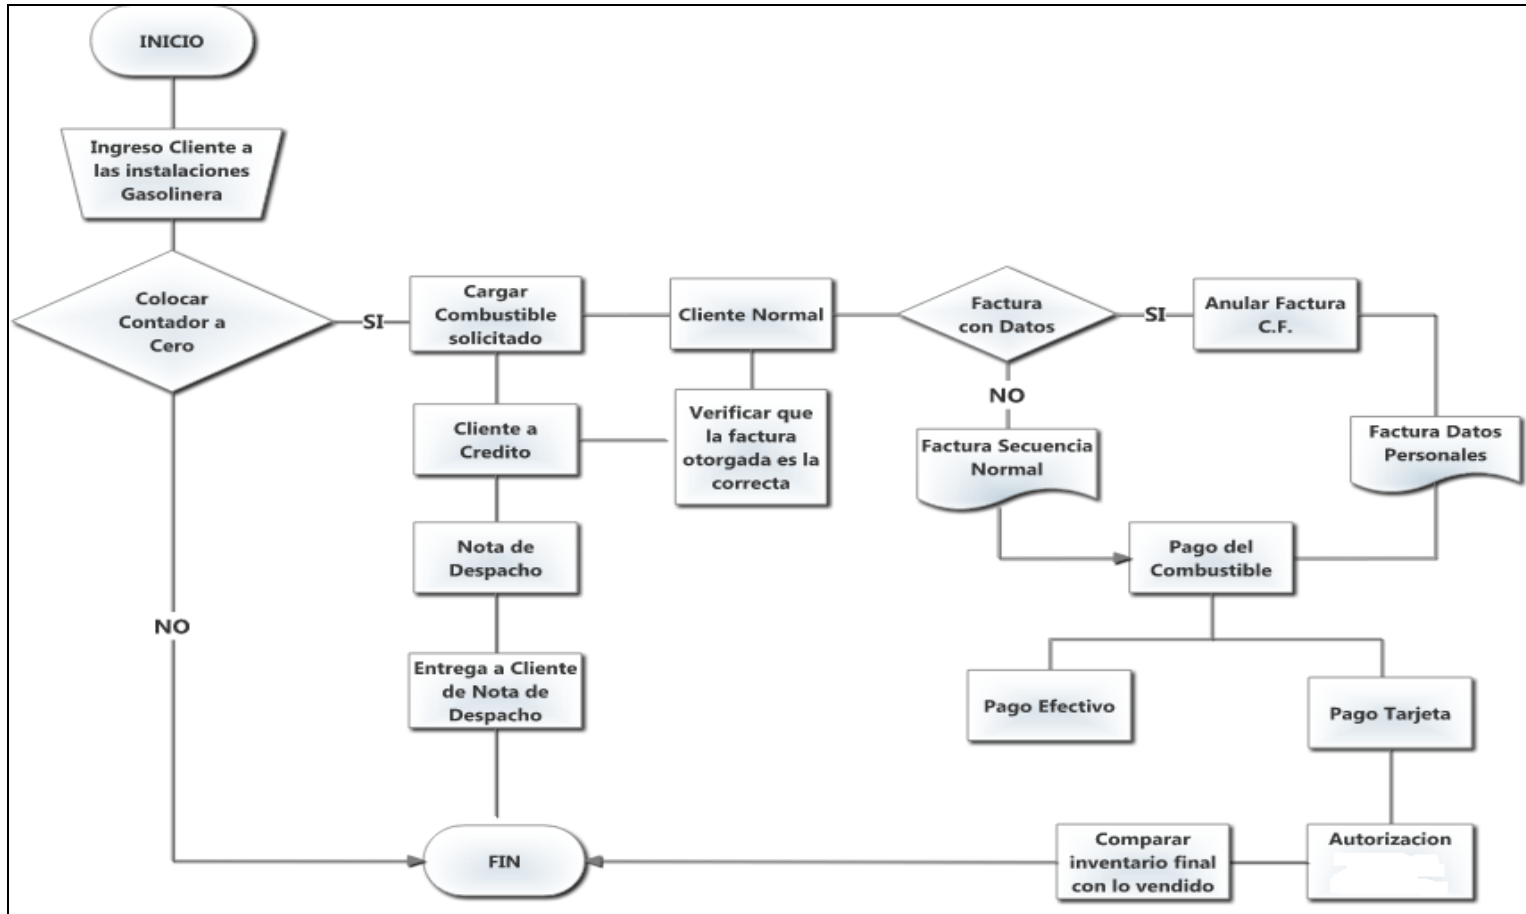 INICIO
Ingreso Cliente a
las instalaciones
Gasolinera
Colocar
Contador a
Cero
SI
Cargar
Combustible
solicitado
Cliente Normal
Factura
con Datos
SI
Anular Factura
C.F.
NO
Cliente a
Credito
Verificar que
la factura
otorgada es la
correcta
Factura Secuencia
Normal
Factura Datos
Personales
Nota de
Despacho
Pago del
Combustible
NO
Entrega a Cliente
de Nota de
Despacho
Pago Efectivo
Pago Tarjeta
FIN
Comparar
inventario final
con lo vendido
Autorizacion